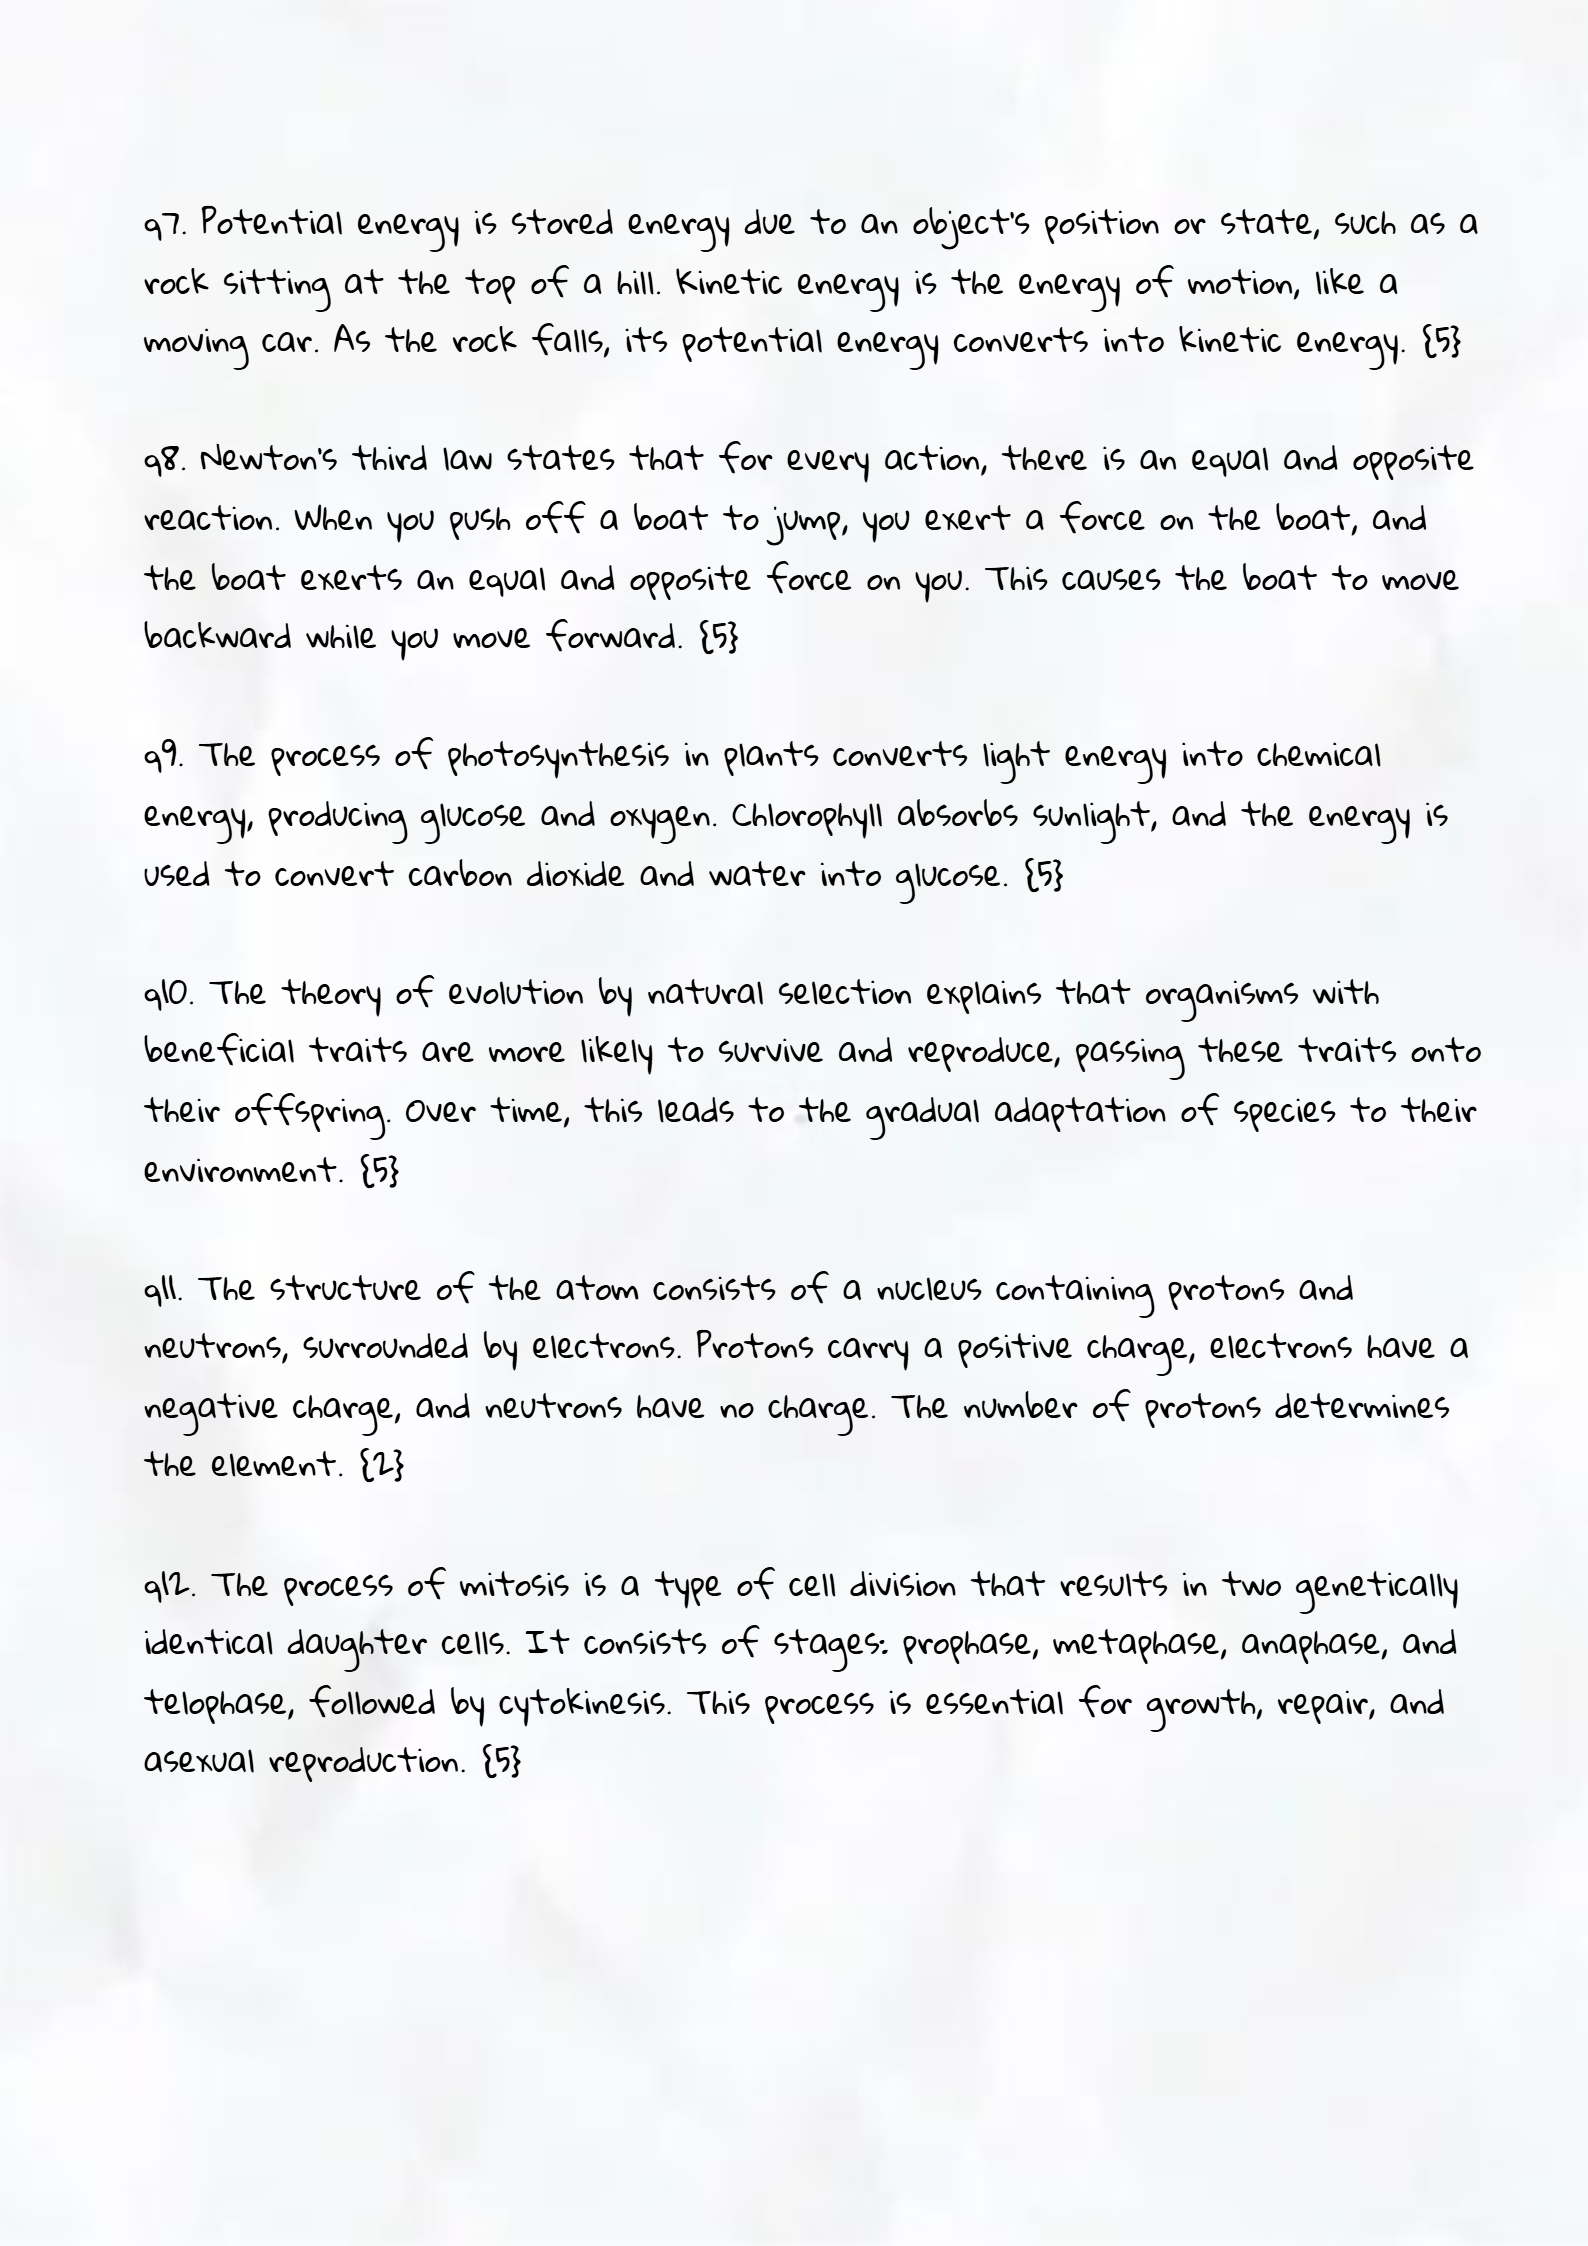 q7. Potential energy is stored energy due to an object's position or state, such as a
rock sitting at the top of a hill. Kinetic energy is the energy of motion, like a
moving car. As the rock falls, its potential energy converts into kinetic energy. {5}
q8. Newton's third law states that for every action, there is an equal and opposite
reaction. When you push off a boat to jump, you exert a force on the boat, and
the boat exerts an equal and opposite force on you. This causes the boat to move
backward while you move forward. {5}
q9. The process of photosynthesis in plants converts light energy into chemical
energy, producing glucose and oxygen. Chlorophyll absorbs sunlight, and the energy is
used to convert carbon dioxide and water into glucose. {5}
q10. The theory of evolution by natural selection explains that organisms with
beneficial traits are more likely to survive and reproduce, passing these traits onto
their offspring. Over time, this leads to the gradual adaptation of species to their
environment. {5}
q11. The structure of the atom consists of a nucleus containing protons and
neutrons, surrounded by electrons. Protons carry a positive charge, electrons have a
negative charge, and neutrons have no charge. The number of protons determines
the element. {2}
q12. The process of mitosis is a type of cell division that results in two genetically
identical daughter cells. It consists of stages: prophase, metaphase, anaphase, and
telophase, followed by cytokinesis. This process is essential for growth, repair, and
asexual reproduction. {5}